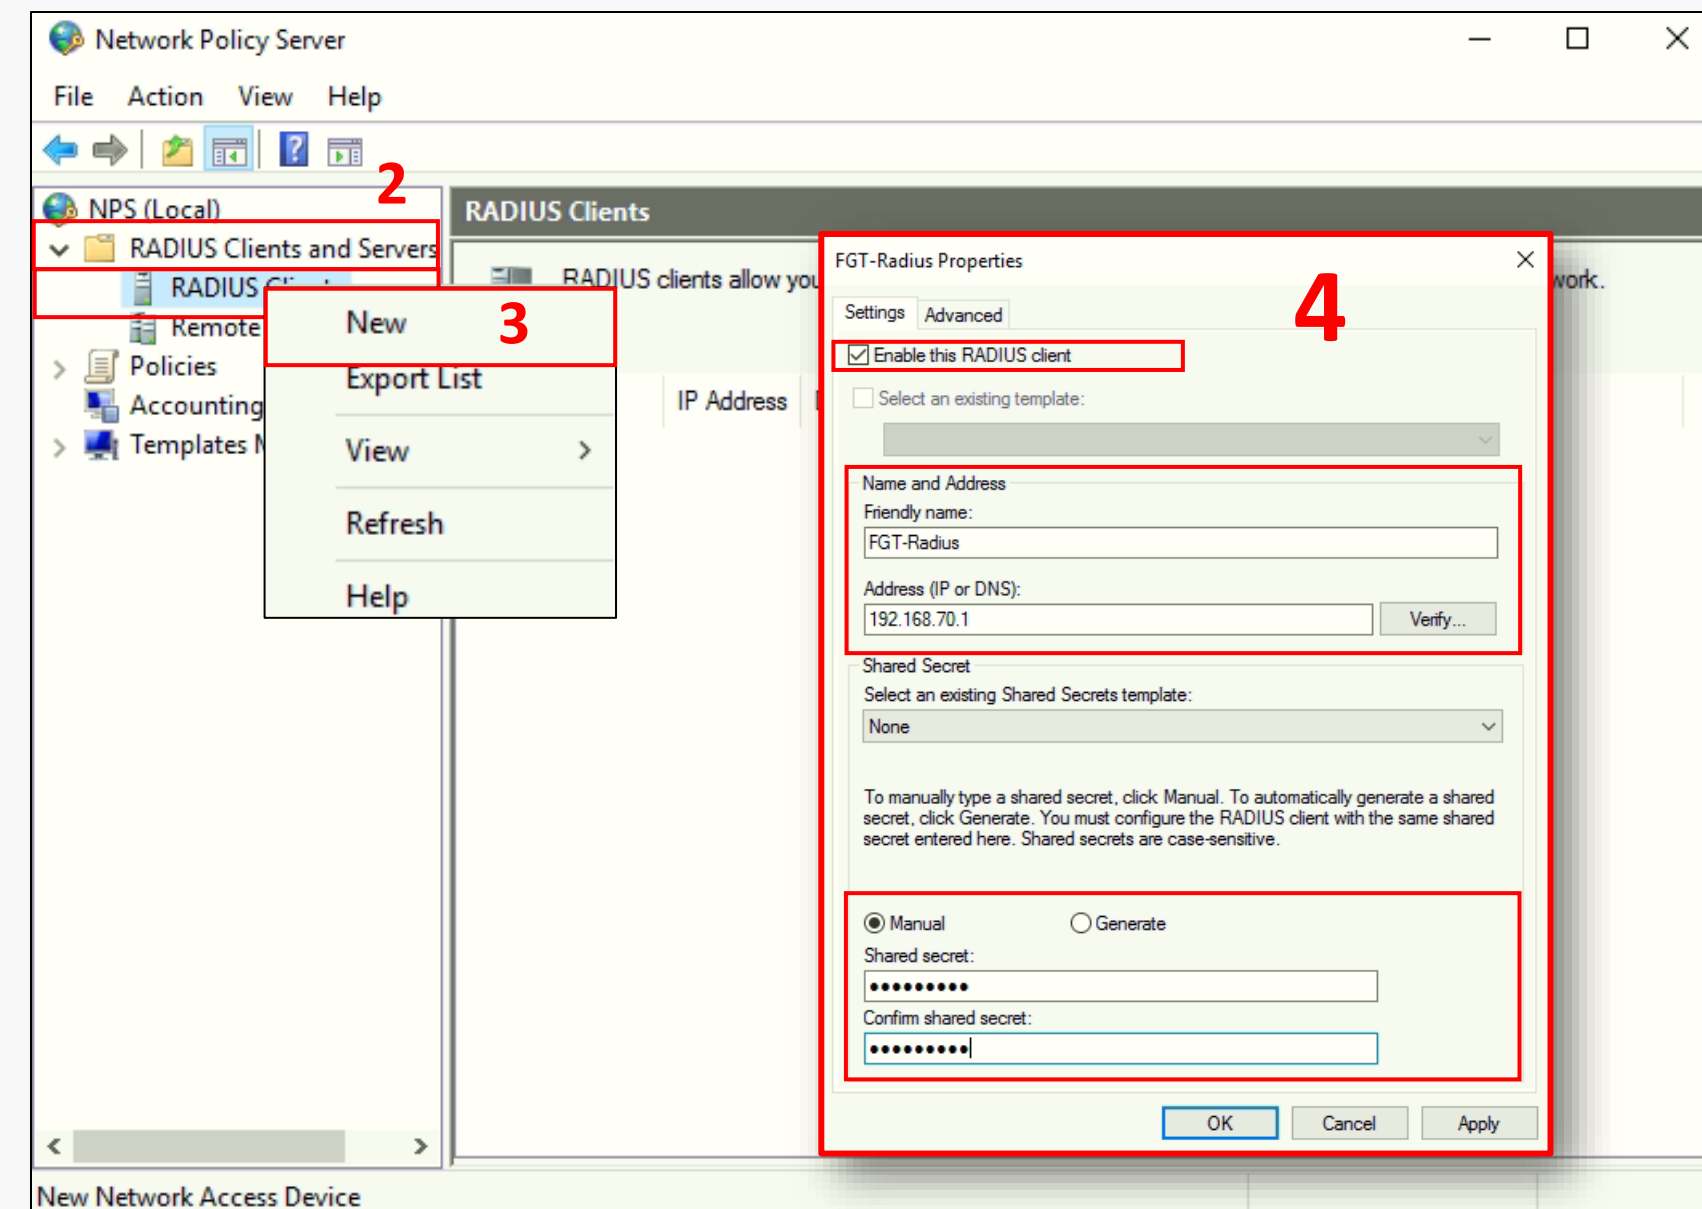 Network Policy Server
File Action View Help
2
NPS (Local)
RADIUS Clients and Servers
RADIUS
Remote
Policies
Accounting
Templates
New
3
Export List
View
Refresh
Help
RADIUS Clients
RADIUS clients allow you
work.
IP Address
FGT-Radius Properties
4
Settings Advanced
Enable this RADIUS client
Select an existing template:
Name and Address
Friendly name:
FGT-Radius
Address (IP or DNS):
192.168.70.1
Verify...
Shared Secret
Select an existing Shared Secrets template:
None
To manually type a shared secret, click Manual. To automatically generate a shared
secret, click Generate. You must configure the RADIUS client with the same shared
secret entered here. Shared secrets are case-sensitive.
Manual Generate
Shared secret:
●●●●●●●●●
Confirm shared secret:
●●●●●●●●●
OK Cancel Apply
New Network Access Device